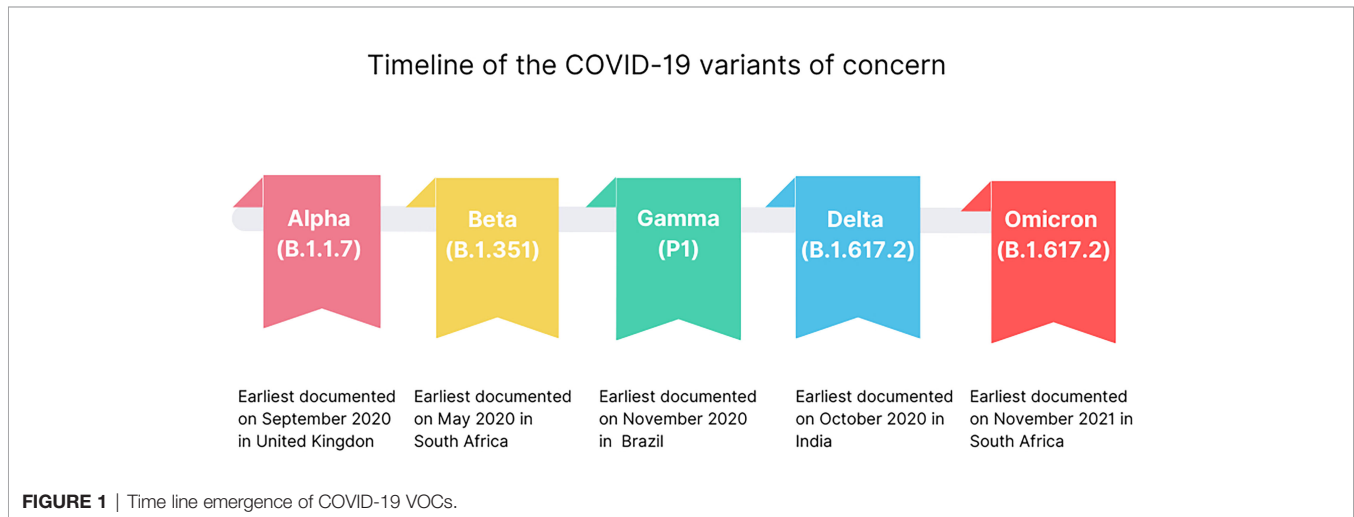 Timeline of the COVID-19 variants of concern
Alpha
(B.1.1.7)
Beta
(B.1.351)
Gamma
(P1)
Delta
(B.1.617.2)
Omicron
(B.1.617.2)
Earliest documented
on September 2020
in United Kingdon
Earliest documented
on May 2020 in
South Africa
Earliest documented
on November 2020
in Brazil
Earliest documented
on October 2020 in
India
Earliest documented
on November 2021 in
South Africa
FIGURE 1 | Time line emergence of COVID-19 VOCs.